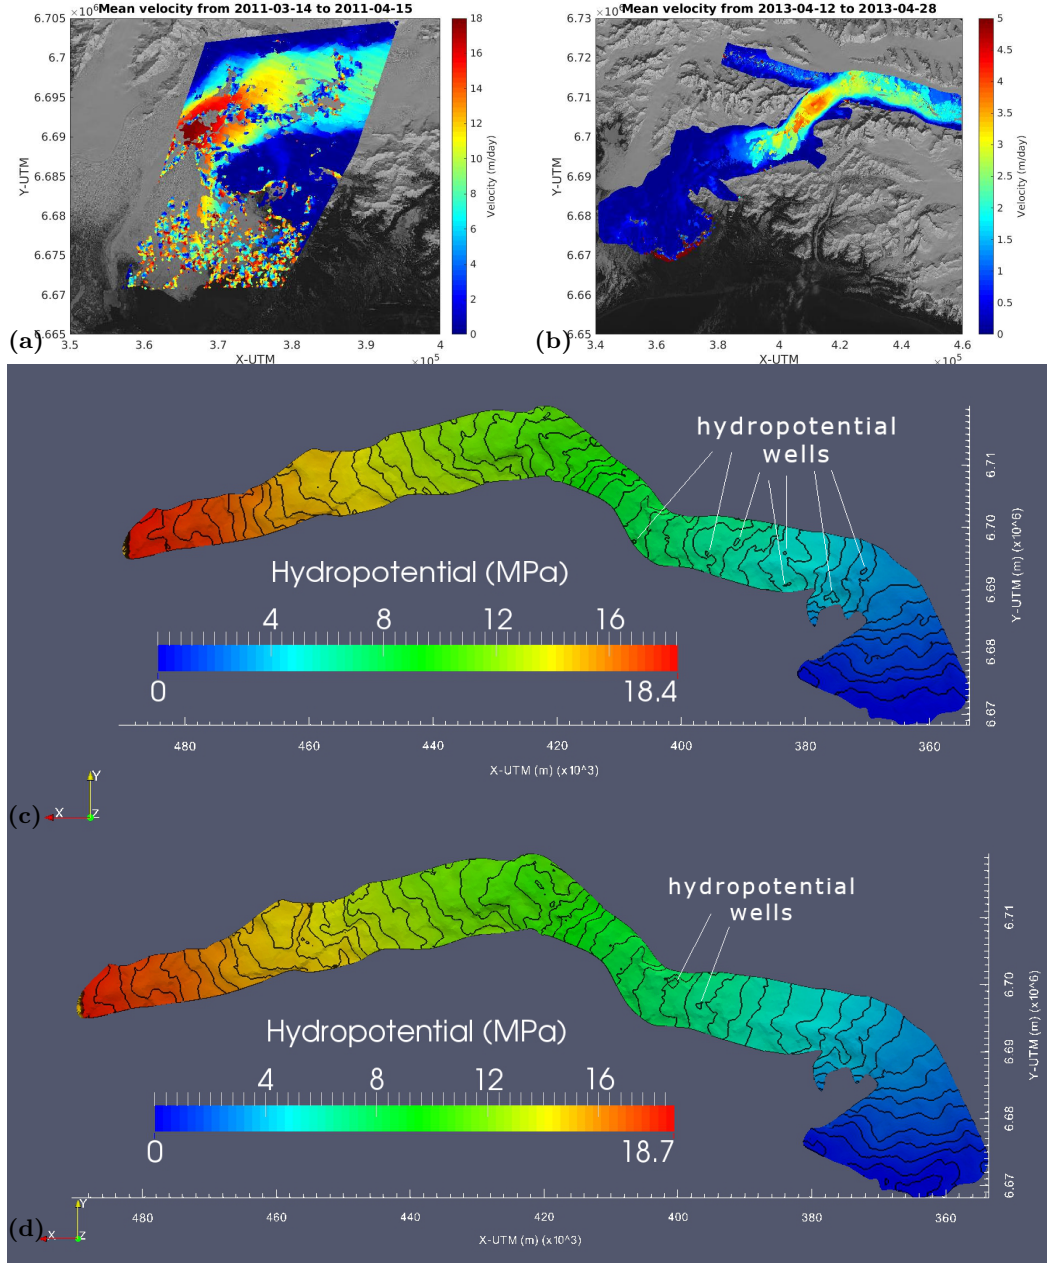 Mean velocity from 2011-03-14 to 2011-04-15
×10⁶
6.705
6.7
6.695
6.69
6.685
6.68
6.675
6.67
6.665
Y-UTM
3.5
3.6
3.7
3.8
3.9
4
×10⁵
X-UTM
18
16
14
12
10
8
6
4
2
0
Velocity (m/day)
(a)
Mean velocity from 2013-04-12 to 2013-04-28
×10⁶
6.73
6.72
6.71
6.7
6.69
6.68
6.67
6.66
6.65
Y-UTM
3.4
3.6
3.8
4
4.2
4.4
4.6
×10⁵
X-UTM
5
4.5
4
3.5
3
2.5
2
1.5
1
0.5
0
Velocity (m/day)
(b)
hydropotential
wells
Hydropotential (MPa)
4 8 12 16
0 18.4
6.71
6.70
6.69
6.68
6.67
Y-UTM (m) (x10^6)
480 460 440 420 400 380 360
X-UTM (m) (x10^3)
Y
X Z
(c)
hydropotential
wells
Hydropotential (MPa)
4 8 12 16
0 18.7
6.71
6.70
6.69
6.68
6.67
Y-UTM (m) (x10^6)
480 460 440 420 400 380 360
X-UTM (m) (x10^3)
Y
X Z
(d)